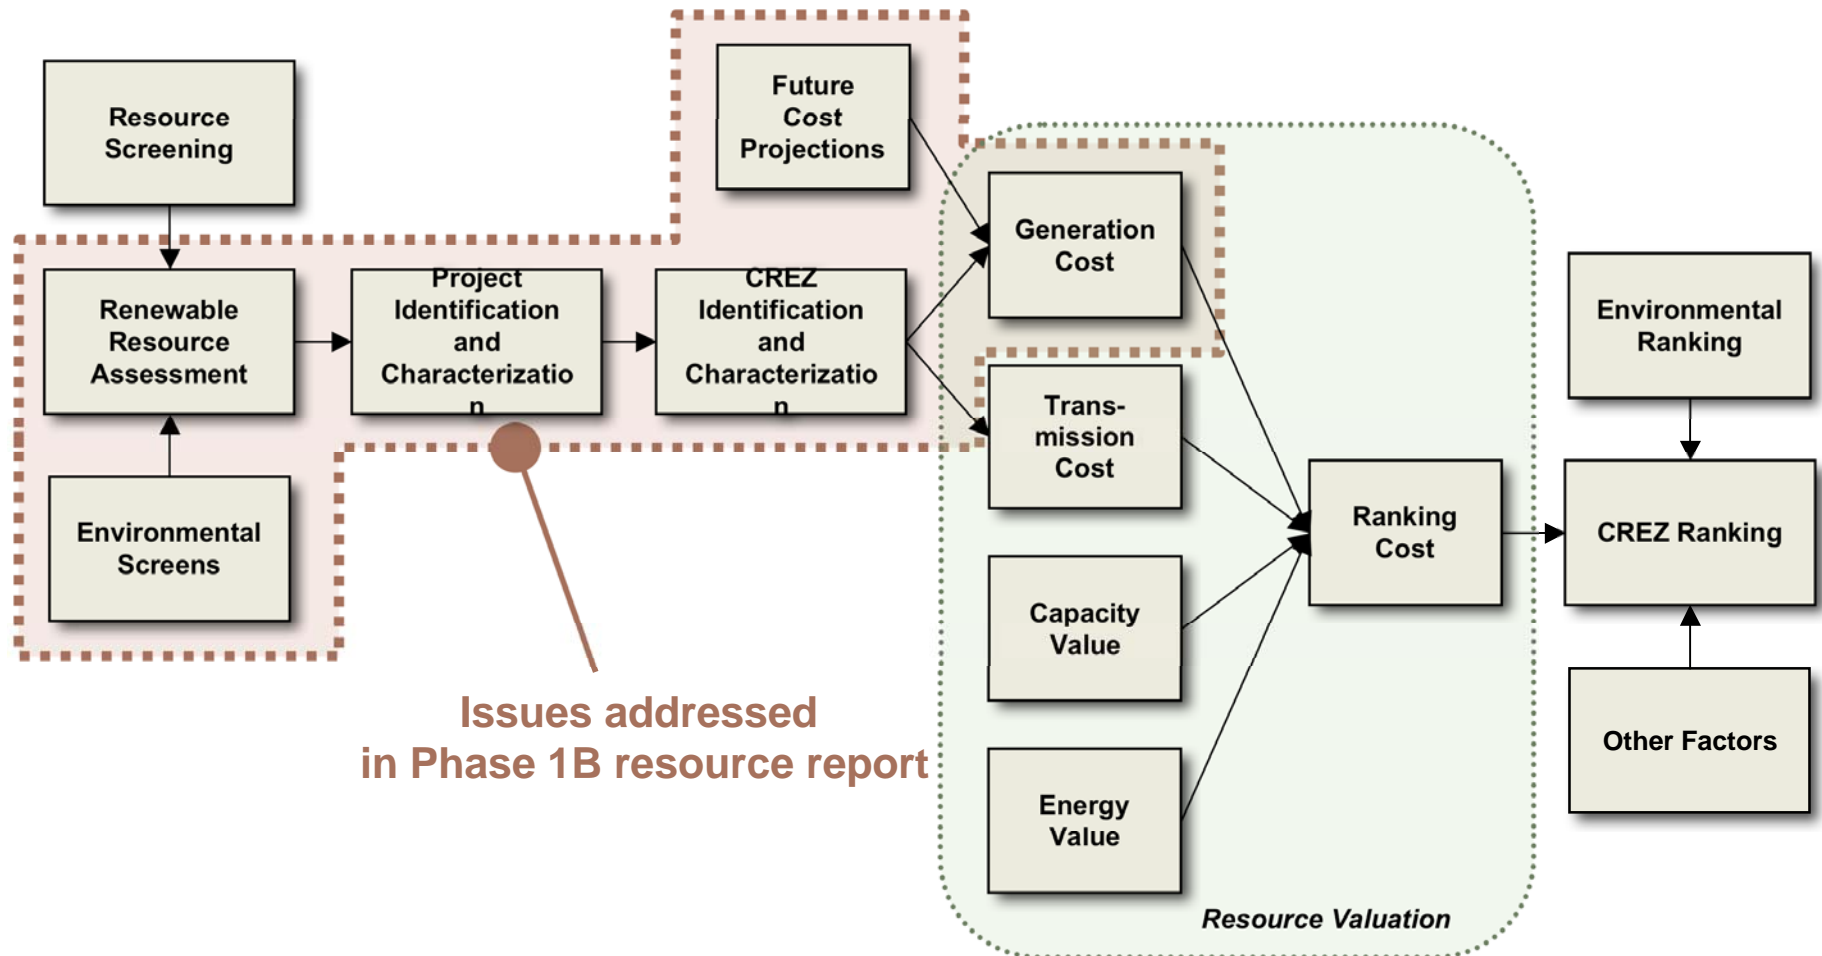 Resource
Screening
Renewable
Resource
Assessment
Environmental
Screens
Project
Identification
and
Characterizatio
n
CREZ
Identification
and
Characterizatio
n
Future
Cost
Projections
Generation
Cost
Trans-
mission
Cost
Capacity
Value
Energy
Value
Ranking
Cost
Environmental
Ranking
CREZ Ranking
Other Factors
Issues addressed
in Phase 1B resource report
Resource Valuation